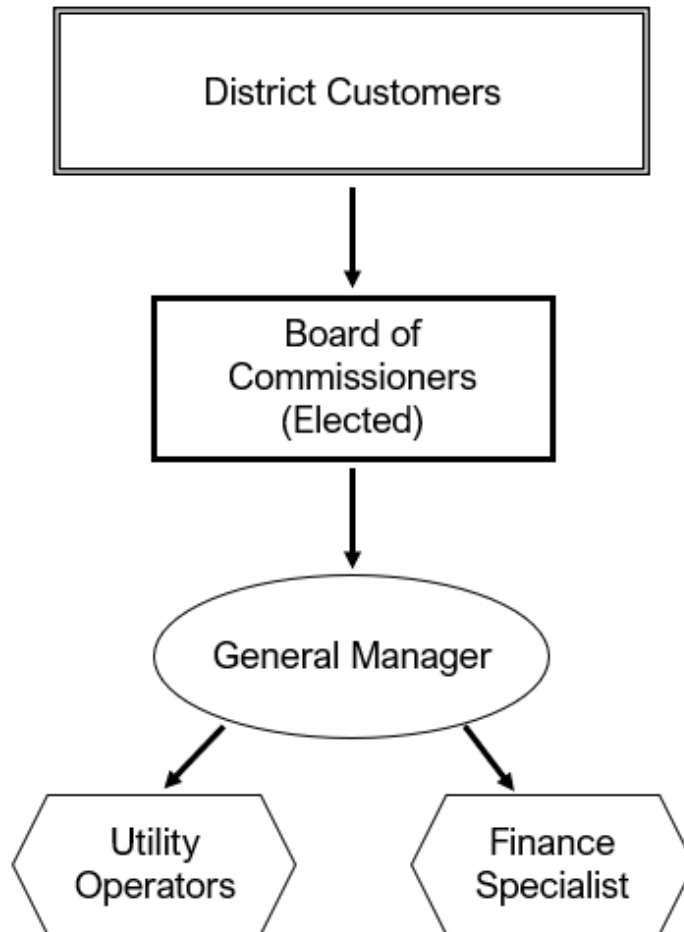 District Customers
Board of
Commissioners
(Elected)
General Manager
Utility
Operators
Finance
Specialist